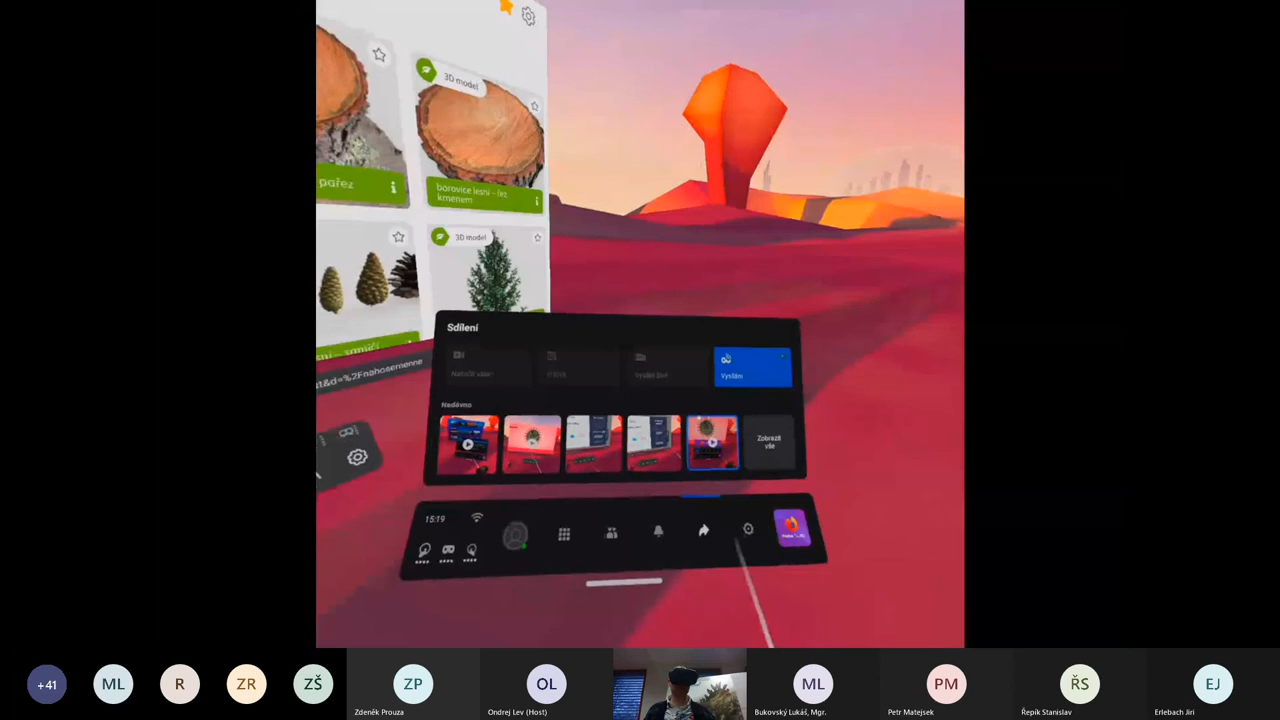 3D model
pařez
borovice lesní – řez
kmenem
3D model
Sdílení
Vysílání
Nedávno
Zobrazit
vše
15:19
+41
ML
R
ZR
ZŠ
ZP
OL
ML
PM
ŘS
EJ
Zdeněk Prouza
Ondrej Lev (Host)
Bukovský Lukáš, Mgr.
Petr Matejsek
Řepík Stanislav
Erlebach Jiri